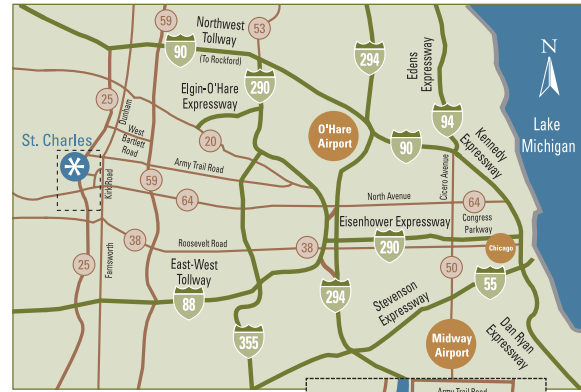 59
Northwest
Tollway
(To Rockford)
53
90
294
Edens
Expressway
N
290
Elgin-O'Hare
Expressway
25
Dunham
94
Lake
Michigan
O'Hare
Airport
90
Kennedy
Expressway
20
West
Bartlett
Road
St. Charles
Army Trail Road
Cicero Avenue
Kirk Road
59
64
North Avenue
64
Congress
Parkway
Eisenhower Expressway
38
Roosevelt Road
38
290
Chicago
25
Farnsworth
East-West
Tollway
88
294
Stevenson
Expressway
50
55
355
Midway
Airport
Dan Ryan
Expressway
Army Trail Road